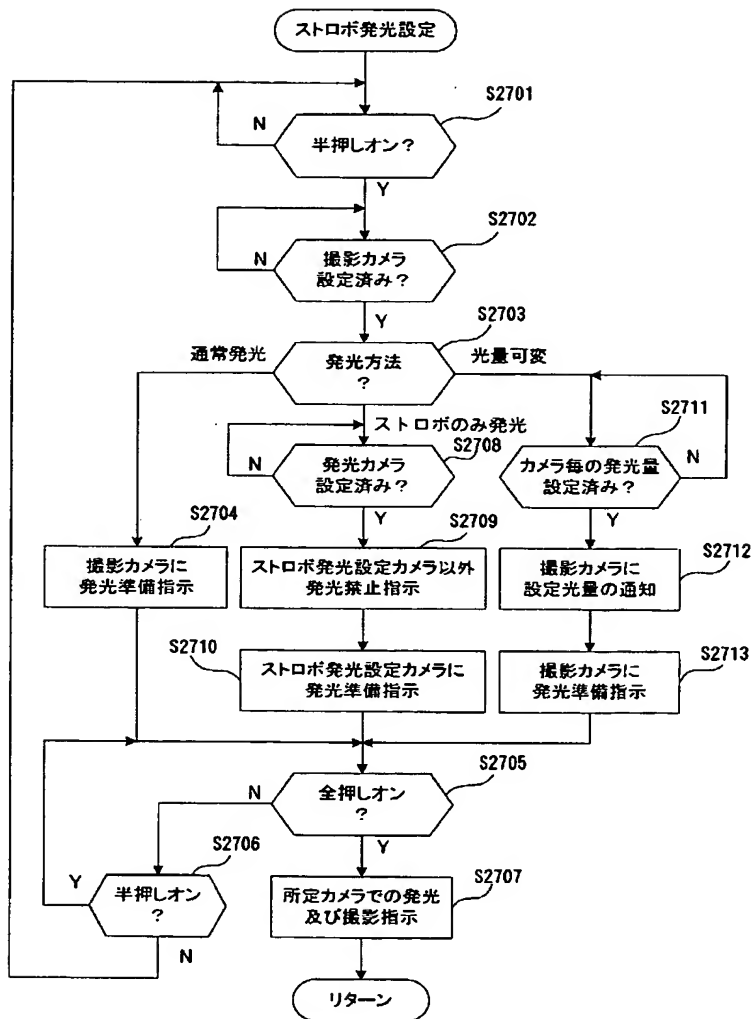 ストロボ発光設定
S2701
N
半押しオン？
Y
S2702
撮影カメラ
設定済み？
N
Y
S2703
通常発光
発光方法
？
光量可変
ストロボのみ発光
S2708
S2711
N
発光カメラ
設定済み？
カメラ毎の発光量
設定済み？
N
Y
Y
S2704
撮影カメラに
発光準備指示
S2709
ストロボ発光設定カメラ以外
発光禁止指示
S2712
撮影カメラに
設定光量の通知
S2710
ストロボ発光設定カメラに
発光準備指示
S2713
撮影カメラに
発光準備指示
S2705
N
全押しオン
？
Y
S2706
Y
半押しオン
？
N
S2707
所定カメラでの発光
及び撮影指示
リターン